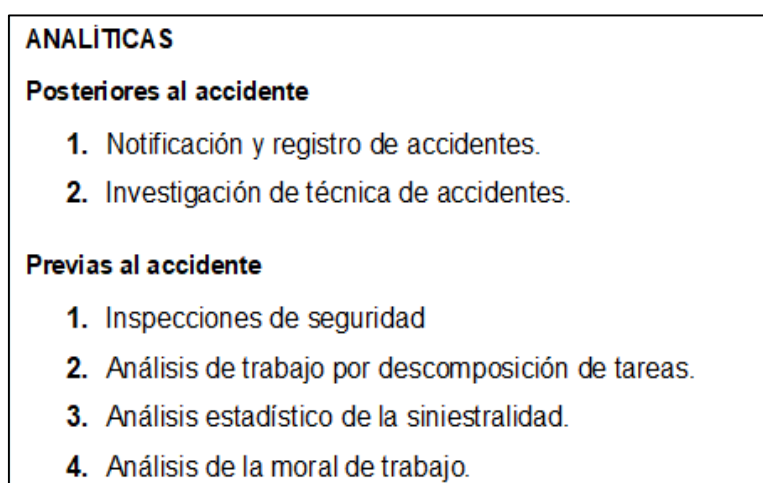 ANALÍTICAS
Posteriores al accidente
1. Notificación y registro de accidentes.
2. Investigación de técnica de accidentes.
Previas al accidente
1. Inspecciones de seguridad
2. Análisis de trabajo por descomposición de tareas.
3. Análisis estadístico de la siniestralidad.
4. Análisis de la moral de trabajo.